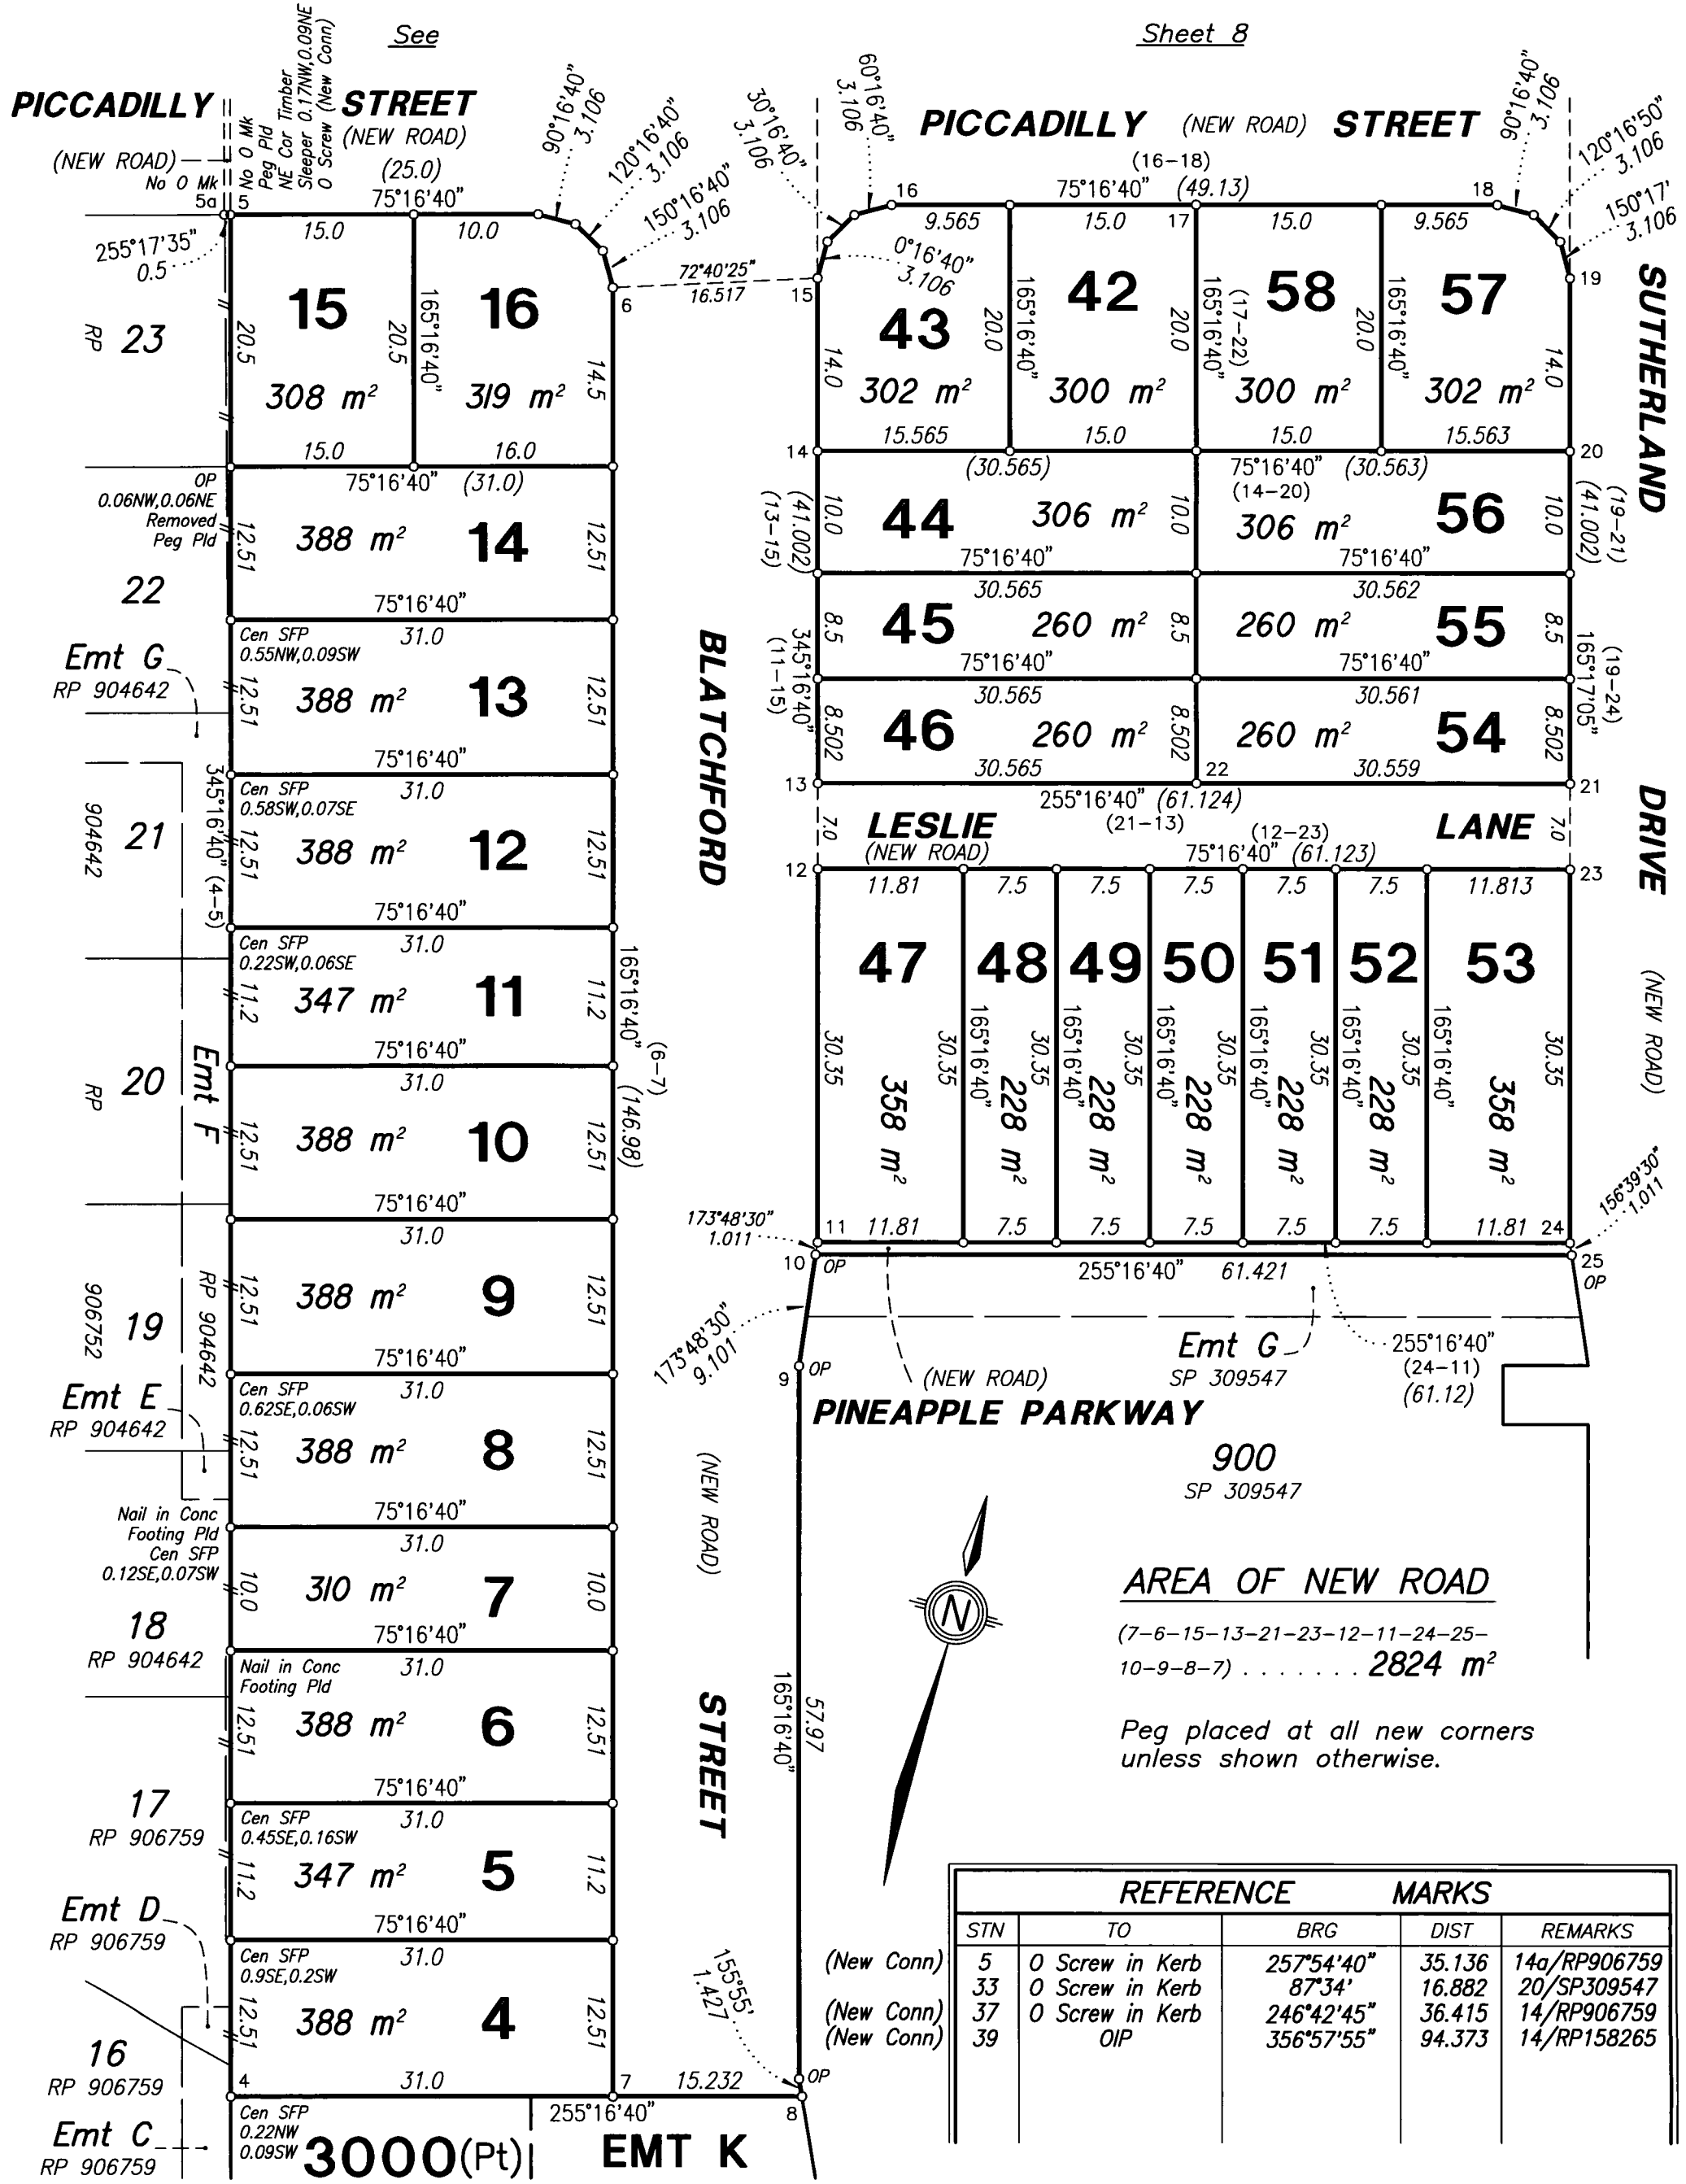 See
Sheet 8
PICCADILLY STREET
(NEW ROAD)
(NEW ROAD)
No O Mk
5a
5
No O Mk
Peg Pld
NE Cor Timber
Sleeper 0.17NW,0.09NE
O Screw (New Conn)
(25.0)
75°16'40"
90°16'40"
3.106
120°16'40"
3.106
150°16'40"
3.106
255°17'35"
0.5
15.0
10.0
15
16
20.5
20.5
165°16'40"
14.5
308 m²
319 m²
15.0
16.0
6
72°40'25"
16.517
RP 23
75°16'40" (31.0)
OP
0.06NW,0.06NE
Removed
Peg Pld
22
12.51
388 m²
14
12.51
75°16'40"
Emt G
RP 904642
Cen SFP
0.55NW,0.09SW
31.0
12.51
388 m²
13
12.51
75°16'40"
345°16'40" (4-5)
21
904642
Cen SFP
0.58SW,0.07SE
31.0
12.51
388 m²
12
12.51
75°16'40"
Cen SFP
0.22SW,0.06SE
31.0
11.2
347 m²
11
11.2
75°16'40"
165°16'40"
(6-7)
(146.98)
20
RP
Emt F
RP 904642
31.0
12.51
388 m²
10
12.51
75°16'40"
19
906752
31.0
12.51
388 m²
9
12.51
75°16'40"
Emt E
RP 904642
Cen SFP
0.62SE,0.06SW
31.0
12.51
388 m²
8
12.51
75°16'40"
Nail in Conc
Footing Pld
Cen SFP
0.12SE,0.07SW
31.0
10.0
310 m²
7
10.0
75°16'40"
18
RP 904642
Nail in Conc
Footing Pld
31.0
12.51
388 m²
6
12.51
75°16'40"
17
RP 906759
Cen SFP
0.45SE,0.16SW
31.0
11.2
347 m²
5
11.2
75°16'40"
Emt D
RP 906759
Cen SFP
0.9SE,0.2SW
31.0
12.51
388 m²
4
12.51
16
RP 906759
4
31.0
7
15.232
8
OP
155°55'
1.427
255°16'40"
Emt C
RP 906759
Cen SFP
0.22NW
0.09SW
3000(Pt)
EMT K
BLATCHFORD STREET
(NEW ROAD)
PICCADILLY (NEW ROAD) STREET
(16-18)
75°16'40" (49.13)
30°16'40"
3.106
60°16'40"
3.106
0°16'40"
3.106
90°16'40"
3.106
120°16'50"
3.106
150°17'
3.106
16
17
18
19
15
9.565
15.0
15.0
9.565
43
42
58
57
14.0
20.0
165°16'40"
20.0
165°16'40"
(17-22)
20.0
165°16'40"
14.0
302 m²
300 m²
300 m²
302 m²
15.565
15.0
15.0
15.563
14
20
(30.565)
75°16'40" (30.563)
(14-20)
(41.002)
(13-15)
10.0
44
306 m²
10.0
306 m²
56
10.0
(19-21)
(41.002)
75°16'40"
75°16'40"
30.565
30.562
8.5
45
260 m²
8.5
260 m²
55
8.5
75°16'40"
75°16'40"
345°16'40"
(11-15)
165°17'05"
(19-24)
30.565
30.561
8.502
46
260 m²
8.502
260 m²
54
8.502
30.565
30.559
13
22
21
255°16'40" (61.124)
(21-13)
7.0
LESLIE LANE
(NEW ROAD)
7.0
(12-23)
75°16'40" (61.123)
12
23
SUTHERLAND DRIVE
(NEW ROAD)
11.81
7.5
7.5
7.5
7.5
7.5
11.813
47
48
49
50
51
52
53
30.35
30.35
165°16'40"
30.35
165°16'40"
30.35
165°16'40"
30.35
165°16'40"
30.35
165°16'40"
165°16'40"
30.35
358 m²
228 m²
228 m²
228 m²
228 m²
228 m²
358 m²
11
11.81
7.5
7.5
7.5
7.5
7.5
11.81
24
173°48'30"
1.011
156°39'30"
1.011
10
OP
255°16'40" 61.421
25
OP
173°48'30"
9.101
9
OP
(NEW ROAD)
Emt G
SP 309547
255°16'40"
(24-11)
(61.12)
PINEAPPLE PARKWAY
900
SP 309547
165°16'40"
57.97
N
AREA OF NEW ROAD
(7-6-15-13-21-23-12-11-24-25-
10-9-8-7) . . . . . . . 2824 m²
Peg placed at all new corners
unless shown otherwise.
REFERENCE MARKS
STN TO BRG DIST REMARKS
(New Conn) 5 O Screw in Kerb 257°54'40" 35.136 14a/RP906759
33 O Screw in Kerb 87°34' 16.882 20/SP309547
(New Conn) 37 O Screw in Kerb 246°42'45" 36.415 14/RP906759
(New Conn) 39 OIP 356°57'55" 94.373 14/RP158265